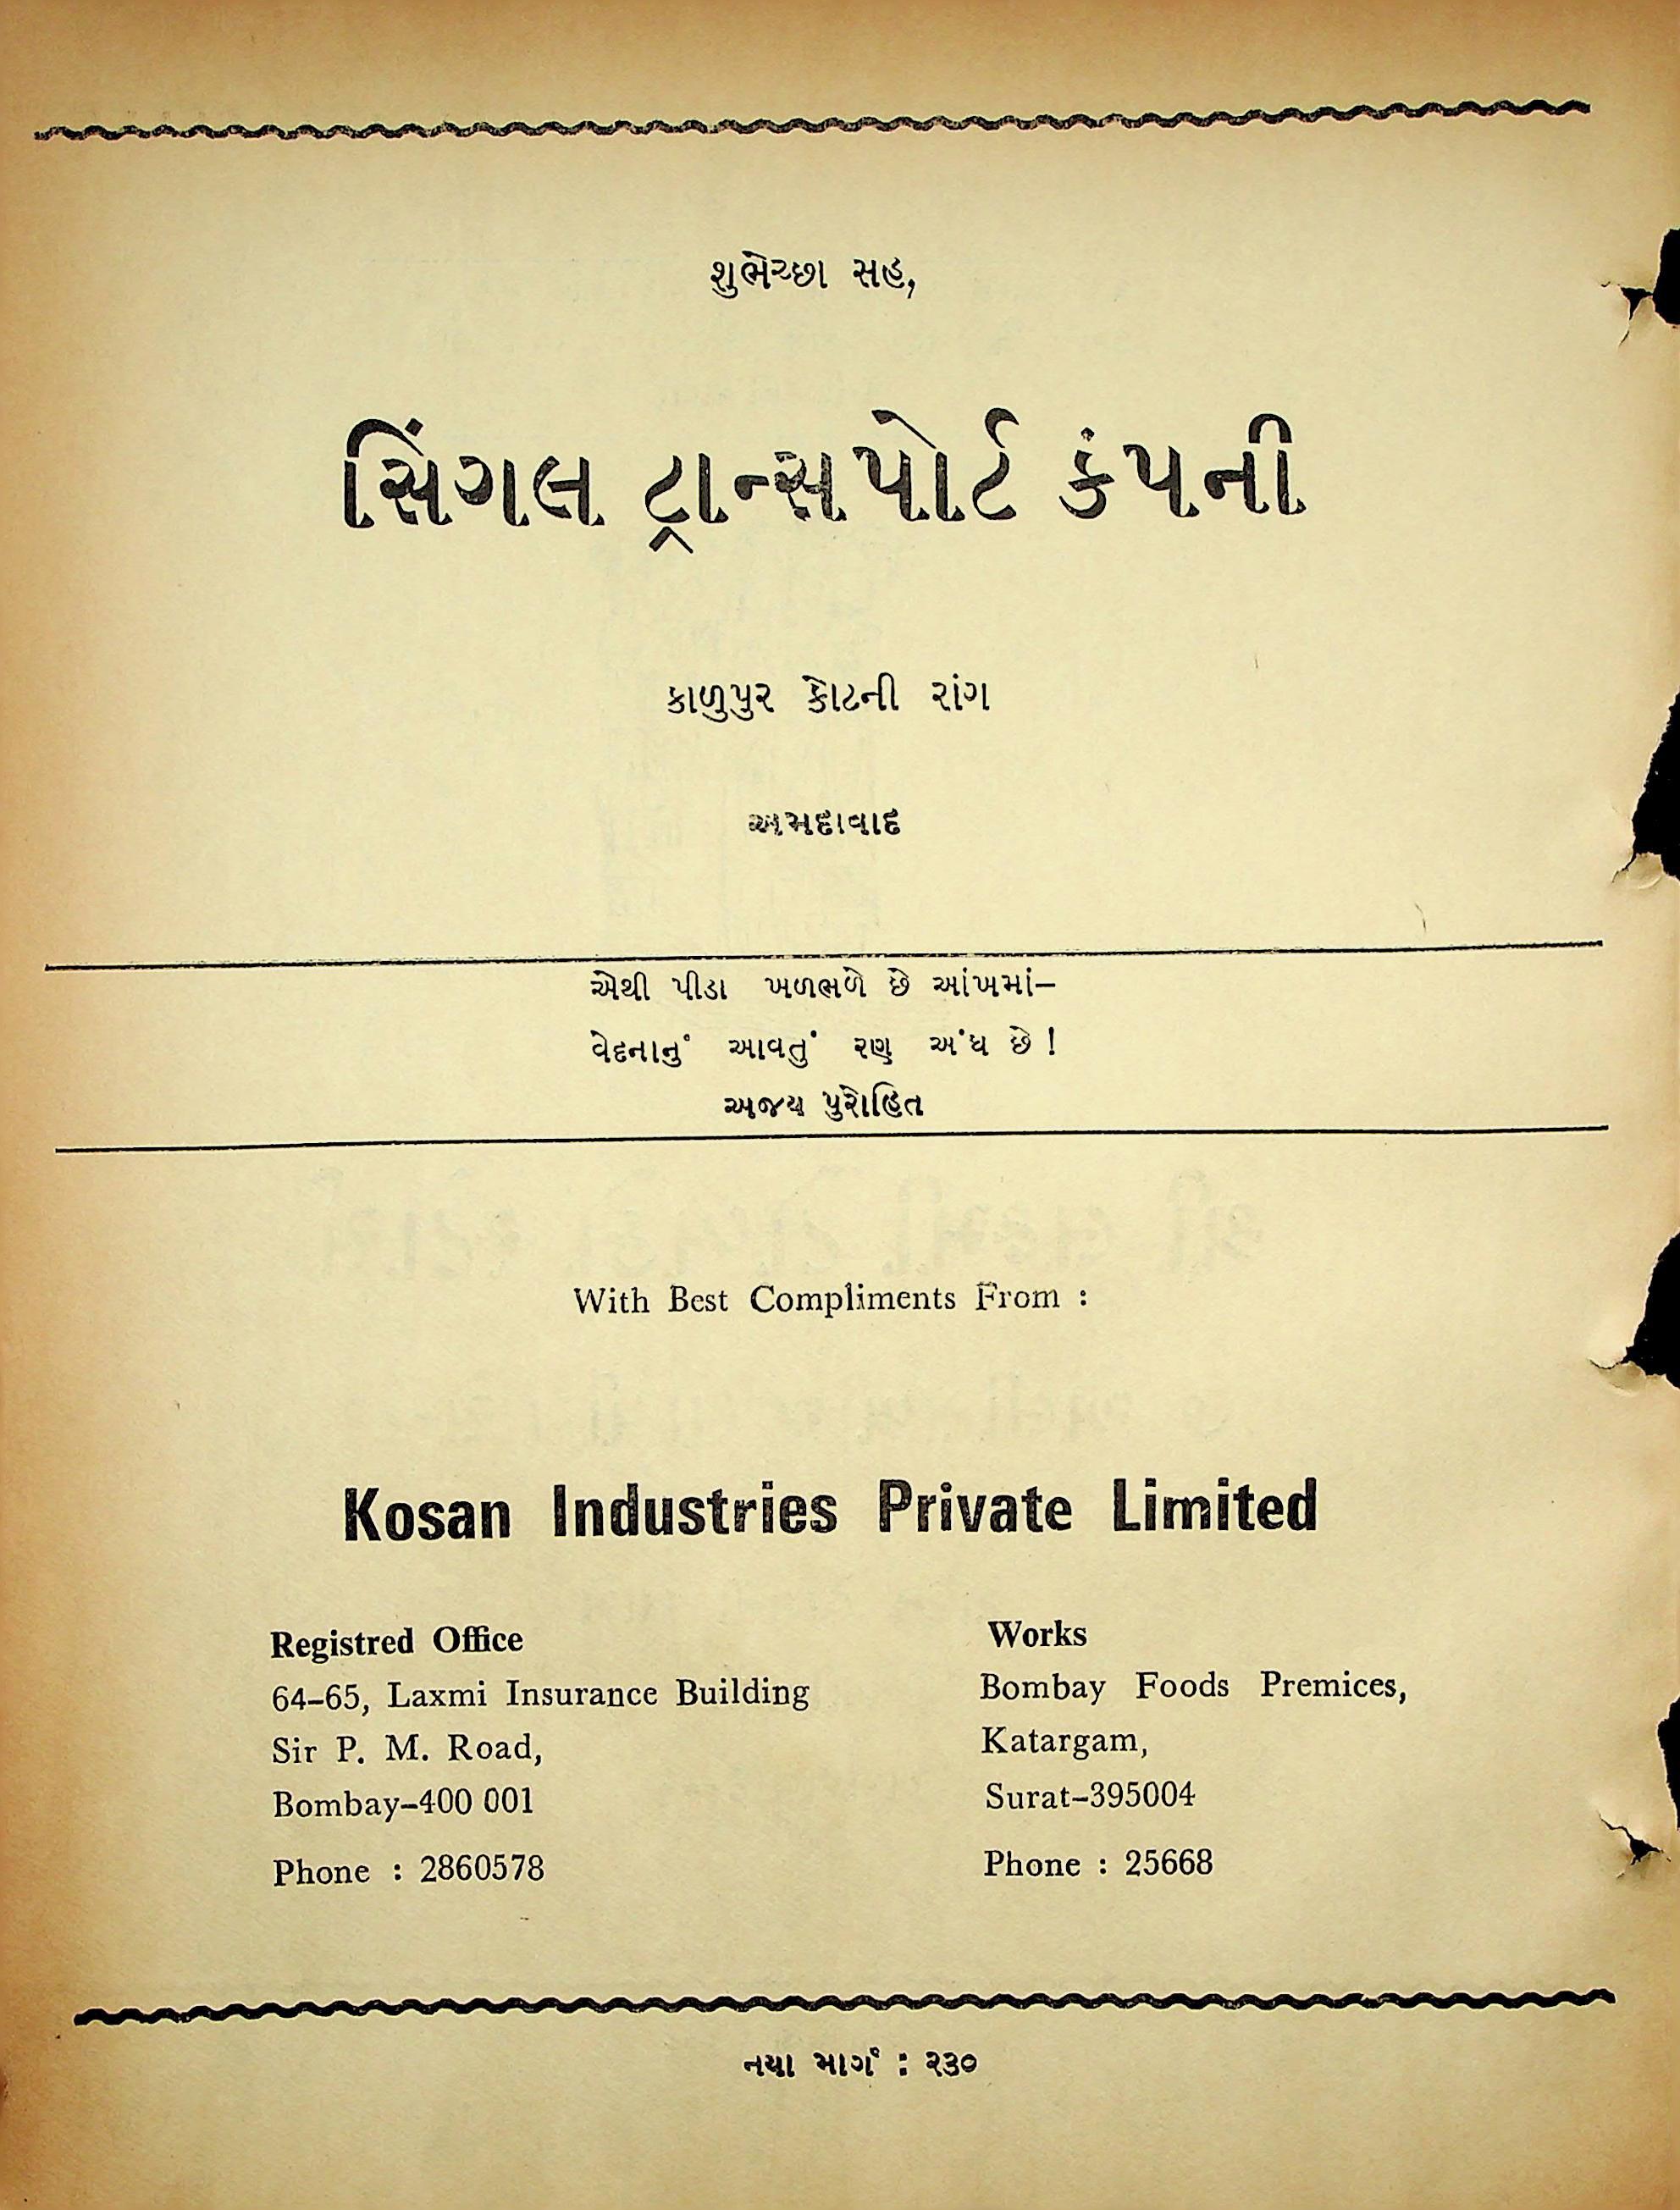 શુભેચ્છા સહ,
સિંગલ ટ્રાન્સપોર્ટ કંપની
કાળુપુર કોટની રાંગ
અમદાવાદ
એથી પીડા ખળભળે છે આંખમાં–
વેદનાનું આવતું રણ અંધ છે !
અજય પુરોહિત
With Best Compliments From :
Kosan Industries Private Limited
Registred Office
64–65, Laxmi Insurance Building
Sir P. M. Road,
Bombay–400 001
Phone : 2860578
Works
Bombay Foods Premices,
Katargam,
Surat–395004
Phone : 25668
નયા માર્ગ : ૨૩૦